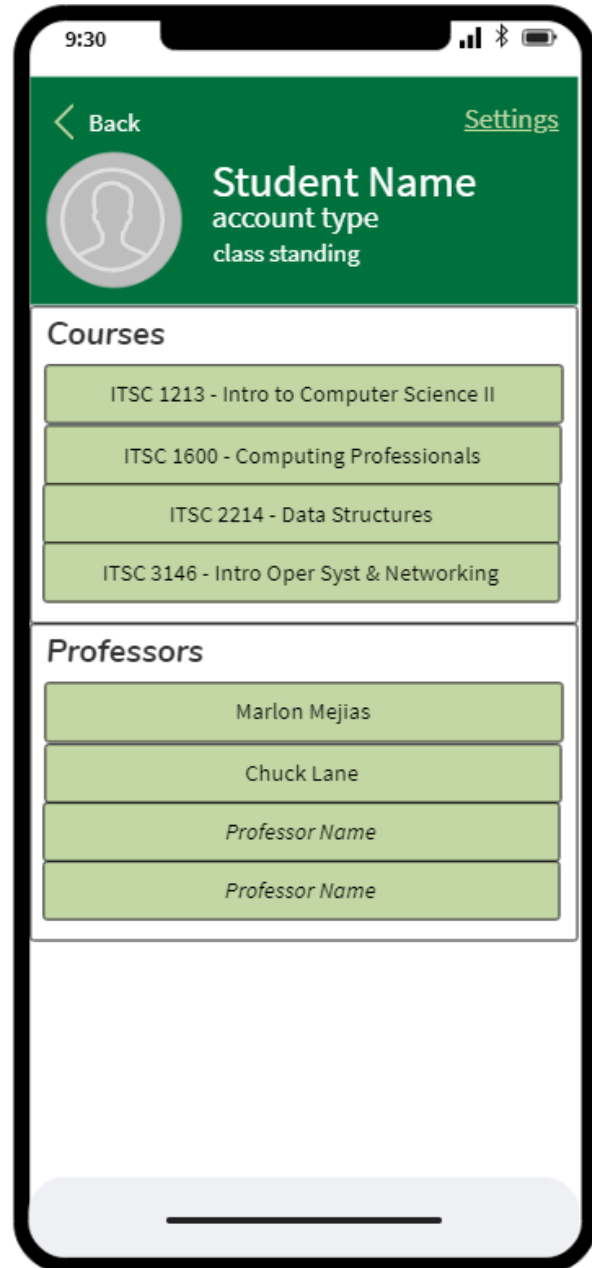 9:30
Back
Settings
Student Name
account type
class standing
Courses
ITSC 1213 - Intro to Computer Science II
ITSC 1600 - Computing Professionals
ITSC 2214 - Data Structures
ITSC 3146 - Intro Oper Syst & Networking
Professors
Marlon Mejias
Chuck Lane
Professor Name
Professor Name